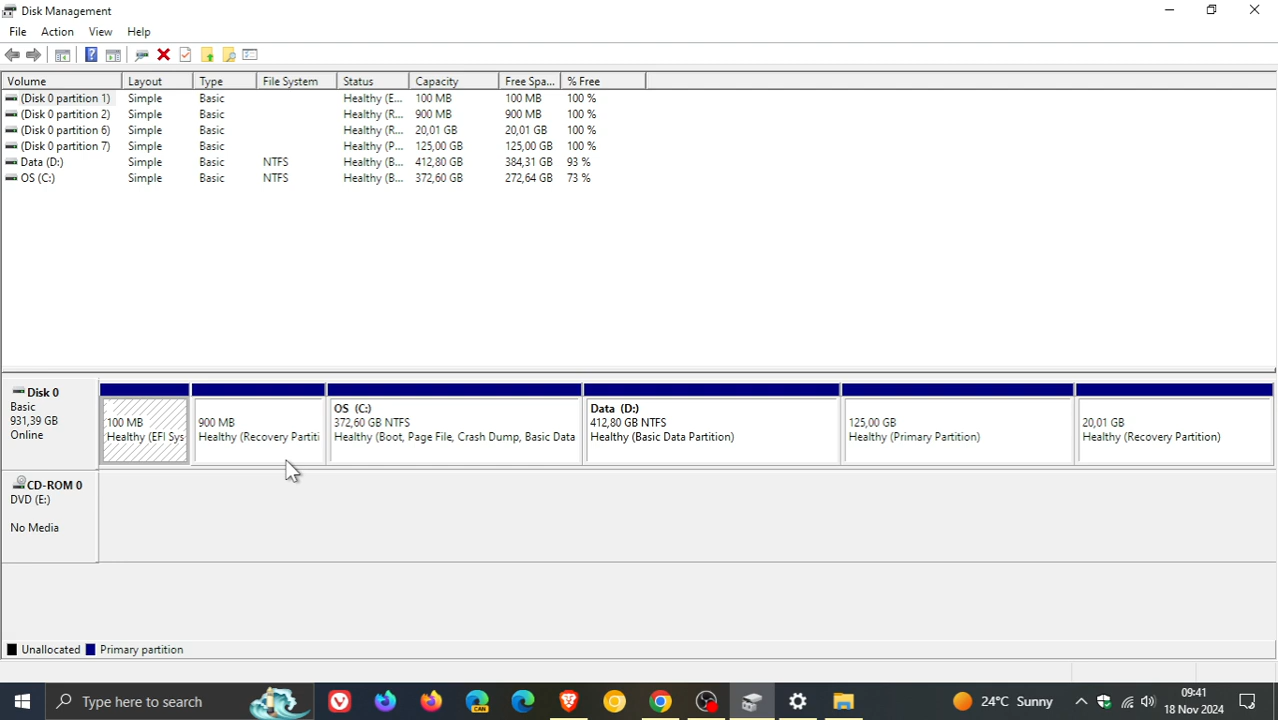 Disk Management
File Action View Help
Volume Layout Type File System Status Capacity Free Spa... % Free
(Disk 0 partition 1) Simple Basic Healthy (E... 100 MB 100 MB 100 %
(Disk 0 partition 2) Simple Basic Healthy (R... 900 MB 900 MB 100 %
(Disk 0 partition 6) Simple Basic Healthy (R... 20,01 GB 20,01 GB 100 %
(Disk 0 partition 7) Simple Basic Healthy (P... 125,00 GB 125,00 GB 100 %
Data (D:) Simple Basic NTFS Healthy (B... 412,80 GB 384,31 GB 93 %
OS (C:) Simple Basic NTFS Healthy (B... 372,60 GB 272,64 GB 73 %
Disk 0
Basic
931,39 GB
Online
100 MB
Healthy (EFI Sys
900 MB
Healthy (Recovery Partiti
OS (C:)
372,60 GB NTFS
Healthy (Boot, Page File, Crash Dump, Basic Data
Data (D:)
412,80 GB NTFS
Healthy (Basic Data Partition)
125,00 GB
Healthy (Primary Partition)
20,01 GB
Healthy (Recovery Partition)
CD-ROM 0
DVD (E:)
No Media
Unallocated Primary partition
Type here to search
CAN
24°C Sunny
09:41
18 Nov 2024